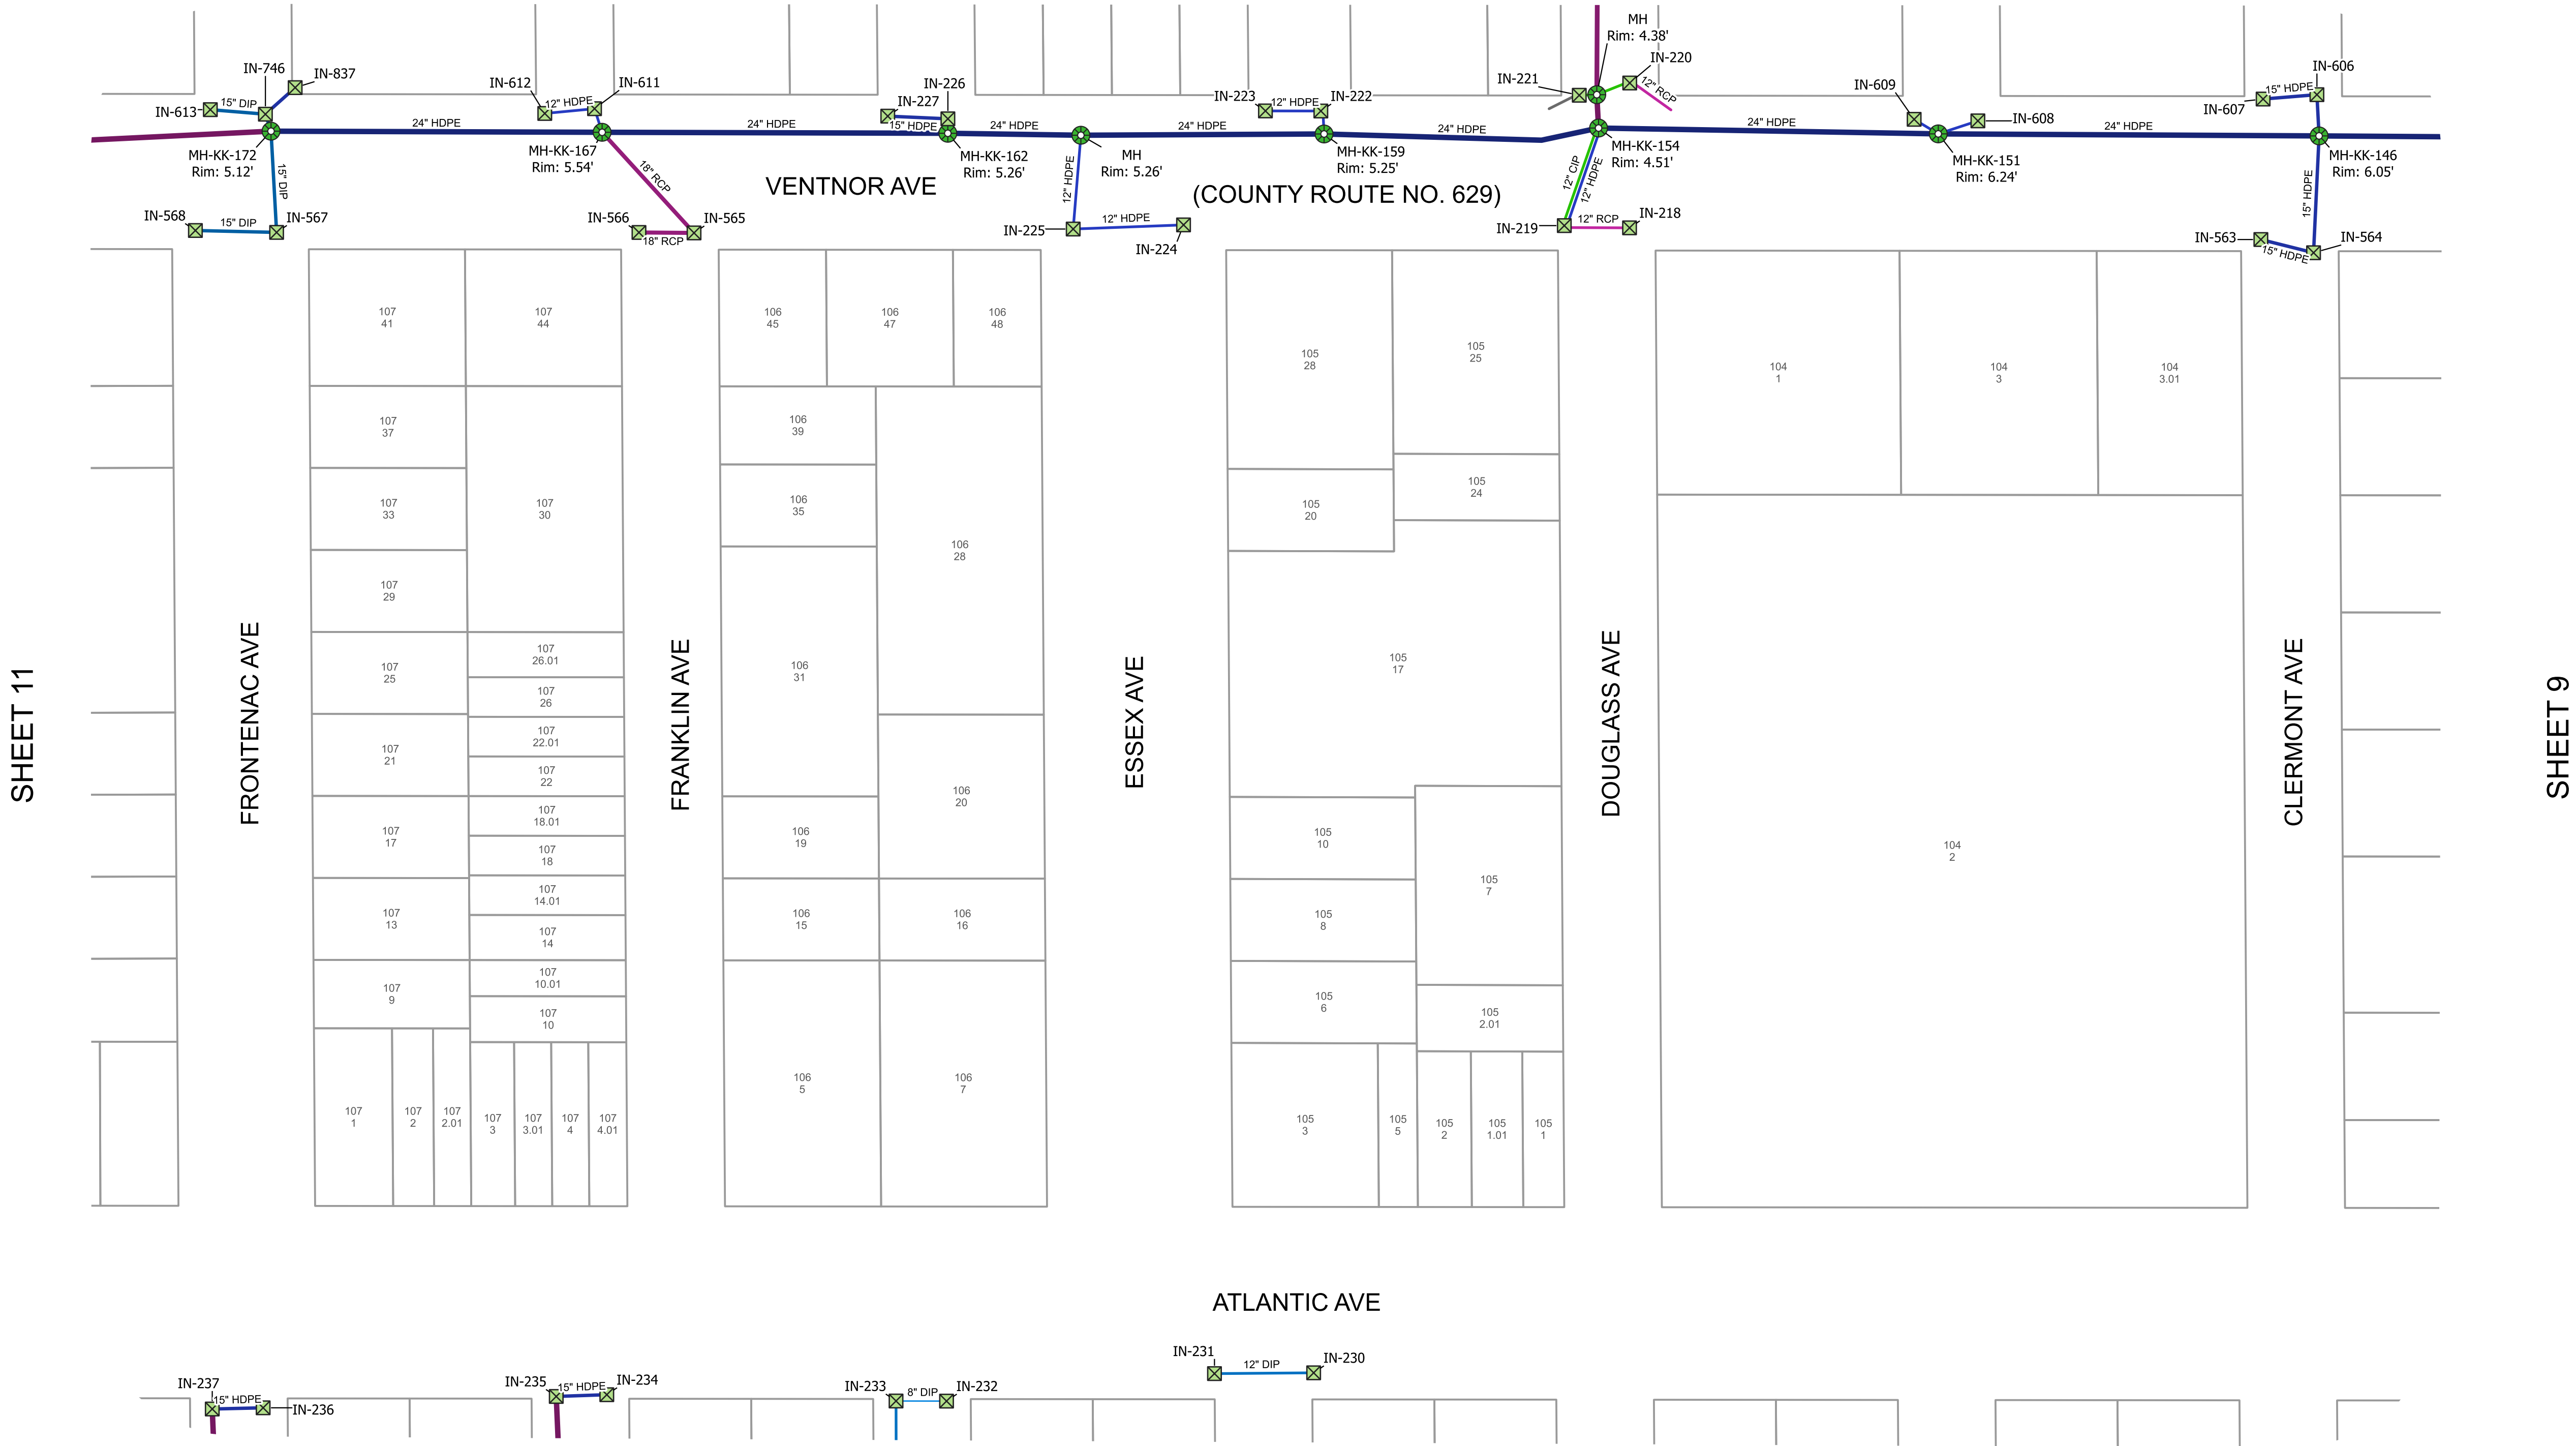 MH
Rim: 4.38'
IN-746
IN-837
IN-612
IN-611
IN-226
IN-227
IN-221
IN-220
12" RCP
IN-609
IN-606
15" HDPE
IN-607
IN-613
15" DIP
12" HDPE
IN-223
12" HDPE
IN-222
IN-608
24" HDPE
24" HDPE
15" HDPE
24" HDPE
24" HDPE
24" HDPE
24" HDPE
24" HDPE
MH-KK-172
Rim: 5.12'
MH-KK-167
Rim: 5.54'
MH-KK-162
Rim: 5.26'
MH
Rim: 5.26'
MH-KK-159
Rim: 5.25'
MH-KK-154
Rim: 4.51'
MH-KK-151
Rim: 6.24'
MH-KK-146
Rim: 6.05'
15" DIP
18" RCP
VENTNOR AVE
12" HDPE
(COUNTY ROUTE NO. 629)
12" CIP
12" HDPE
15" HDPE
IN-568
15" DIP
IN-567
IN-566
18" RCP
IN-565
IN-225
12" HDPE
IN-224
IN-219
12" RCP
IN-218
IN-563
15" HDPE
IN-564
107
41
107
44
106
45
106
47
106
48
105
28
105
25
104
1
104
3
104
3.01
107
37
106
39
107
33
107
30
106
35
106
28
105
20
105
24
107
29
107
25
107
26.01
107
26
106
31
105
17
SHEET 11
FRONTENAC AVE
FRANKLIN AVE
ESSEX AVE
DOUGLASS AVE
CLERMONT AVE
SHEET 9
107
21
107
22.01
107
22
106
20
107
17
107
18.01
107
18
106
19
105
10
104
2
107
13
107
14.01
107
14
106
15
106
16
105
8
105
7
107
9
107
10.01
107
10
105
6
105
2.01
107
1
107
2
107
2.01
107
3
107
3.01
107
4
107
4.01
106
5
106
7
105
3
105
5
105
2
105
1.01
105
1
ATLANTIC AVE
IN-237
15" HDPE
IN-236
IN-235
15" HDPE
IN-234
IN-233
8" DIP
IN-232
IN-231
12" DIP
IN-230